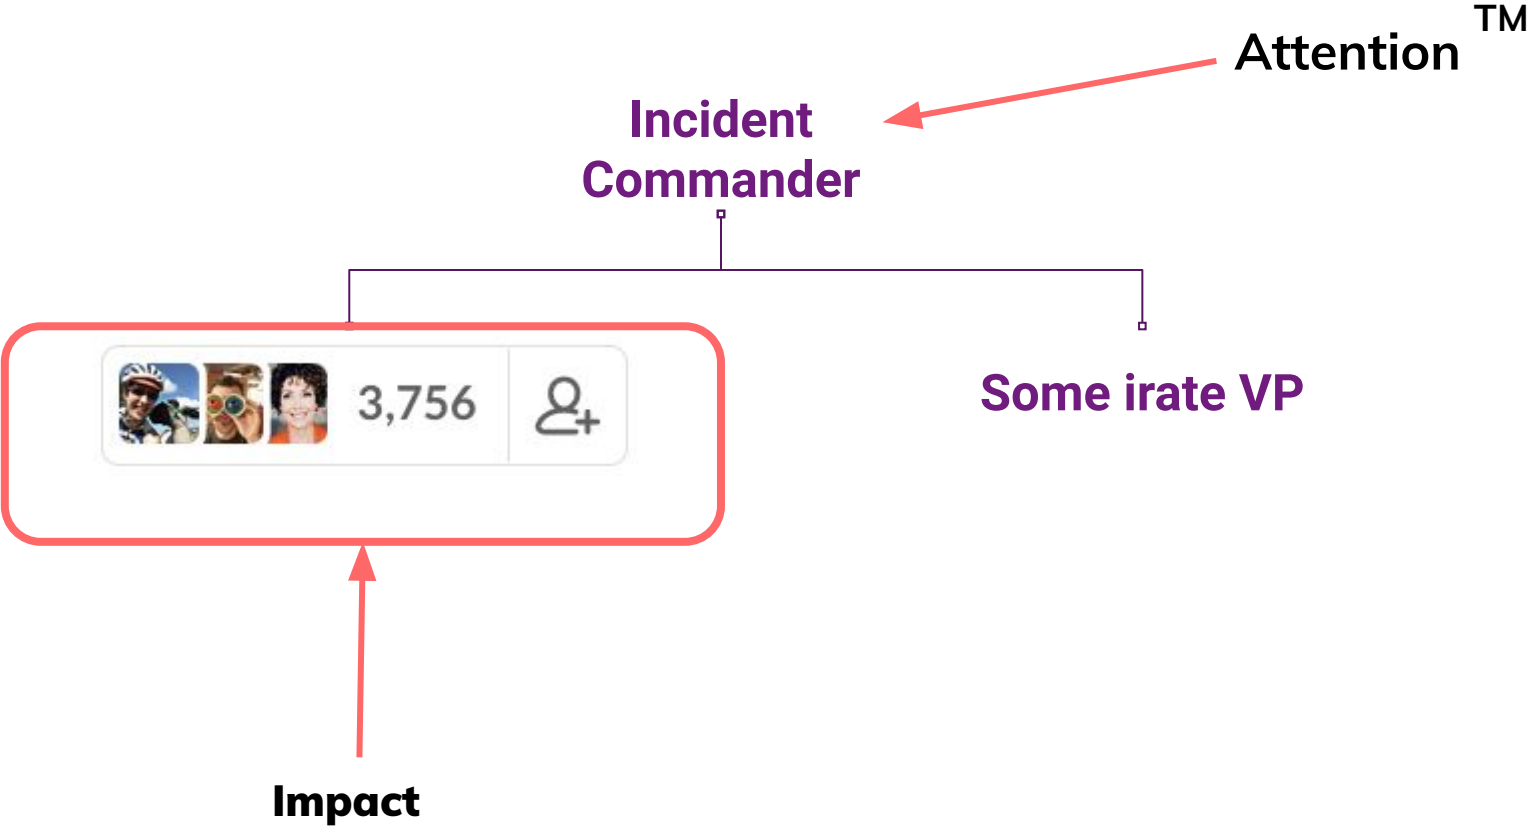 Attention ™
Incident
Commander
3,756
Some irate VP
Impact